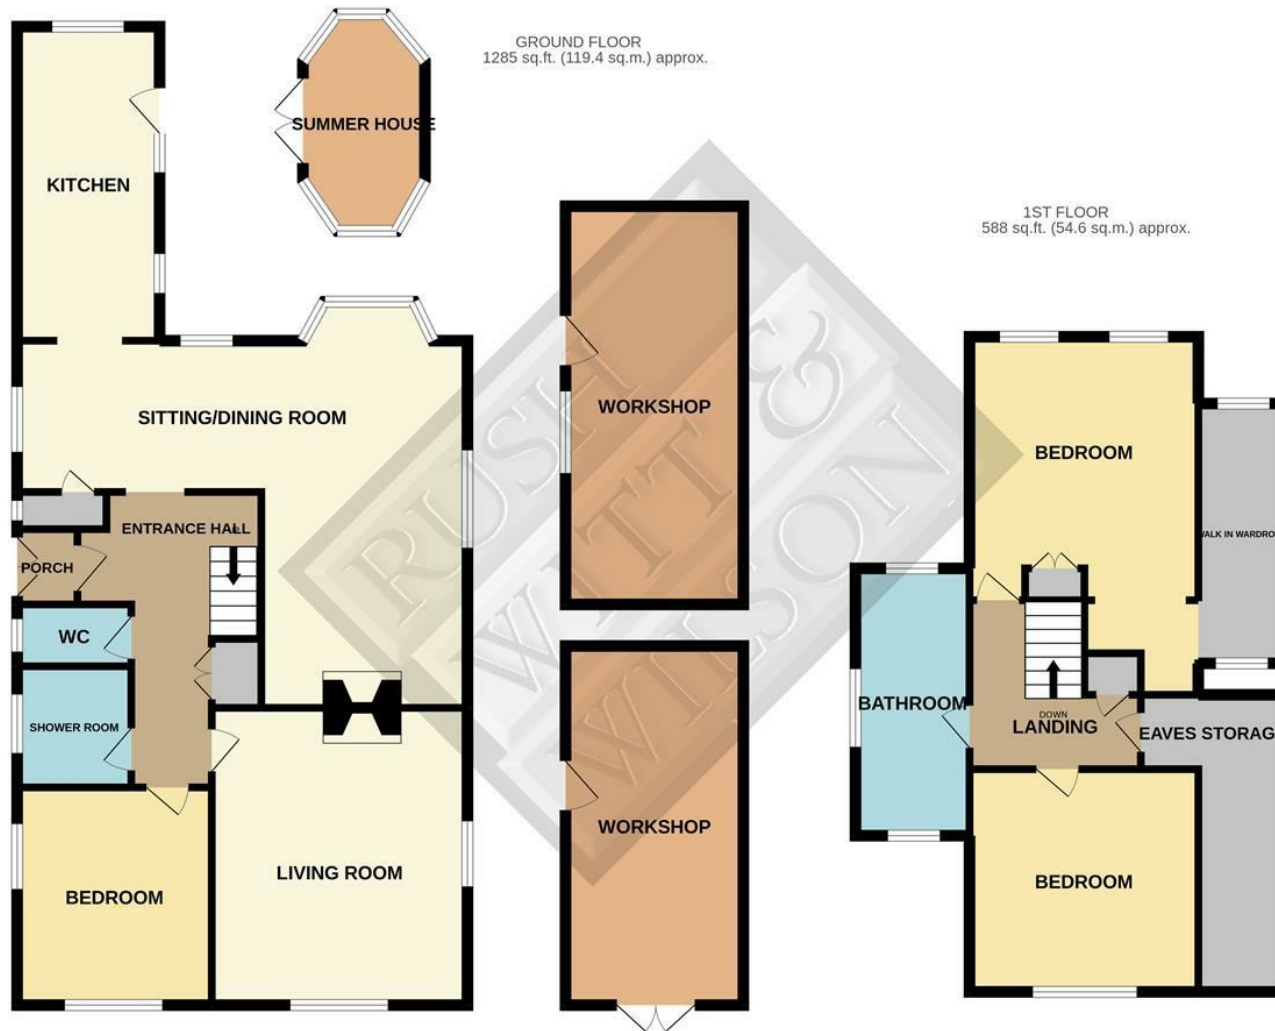 GROUND FLOOR
1285 sq.ft. (119.4 sq.m.) approx.
SUMMER HOUSE
KITCHEN
1ST FLOOR
588 sq.ft. (54.6 sq.m.) approx.
WORKSHOP
SITTING/DINING ROOM
BEDROOM
ENTRANCE HALL
WALK IN WARDRO
PORCH
WC
BATHROOM
SHOWER ROOM
DOWN
LANDING
EAVES STORAG
WORKSHOP
LIVING ROOM
BEDROOM
BEDROOM
RUSH
WITT &
WILSON